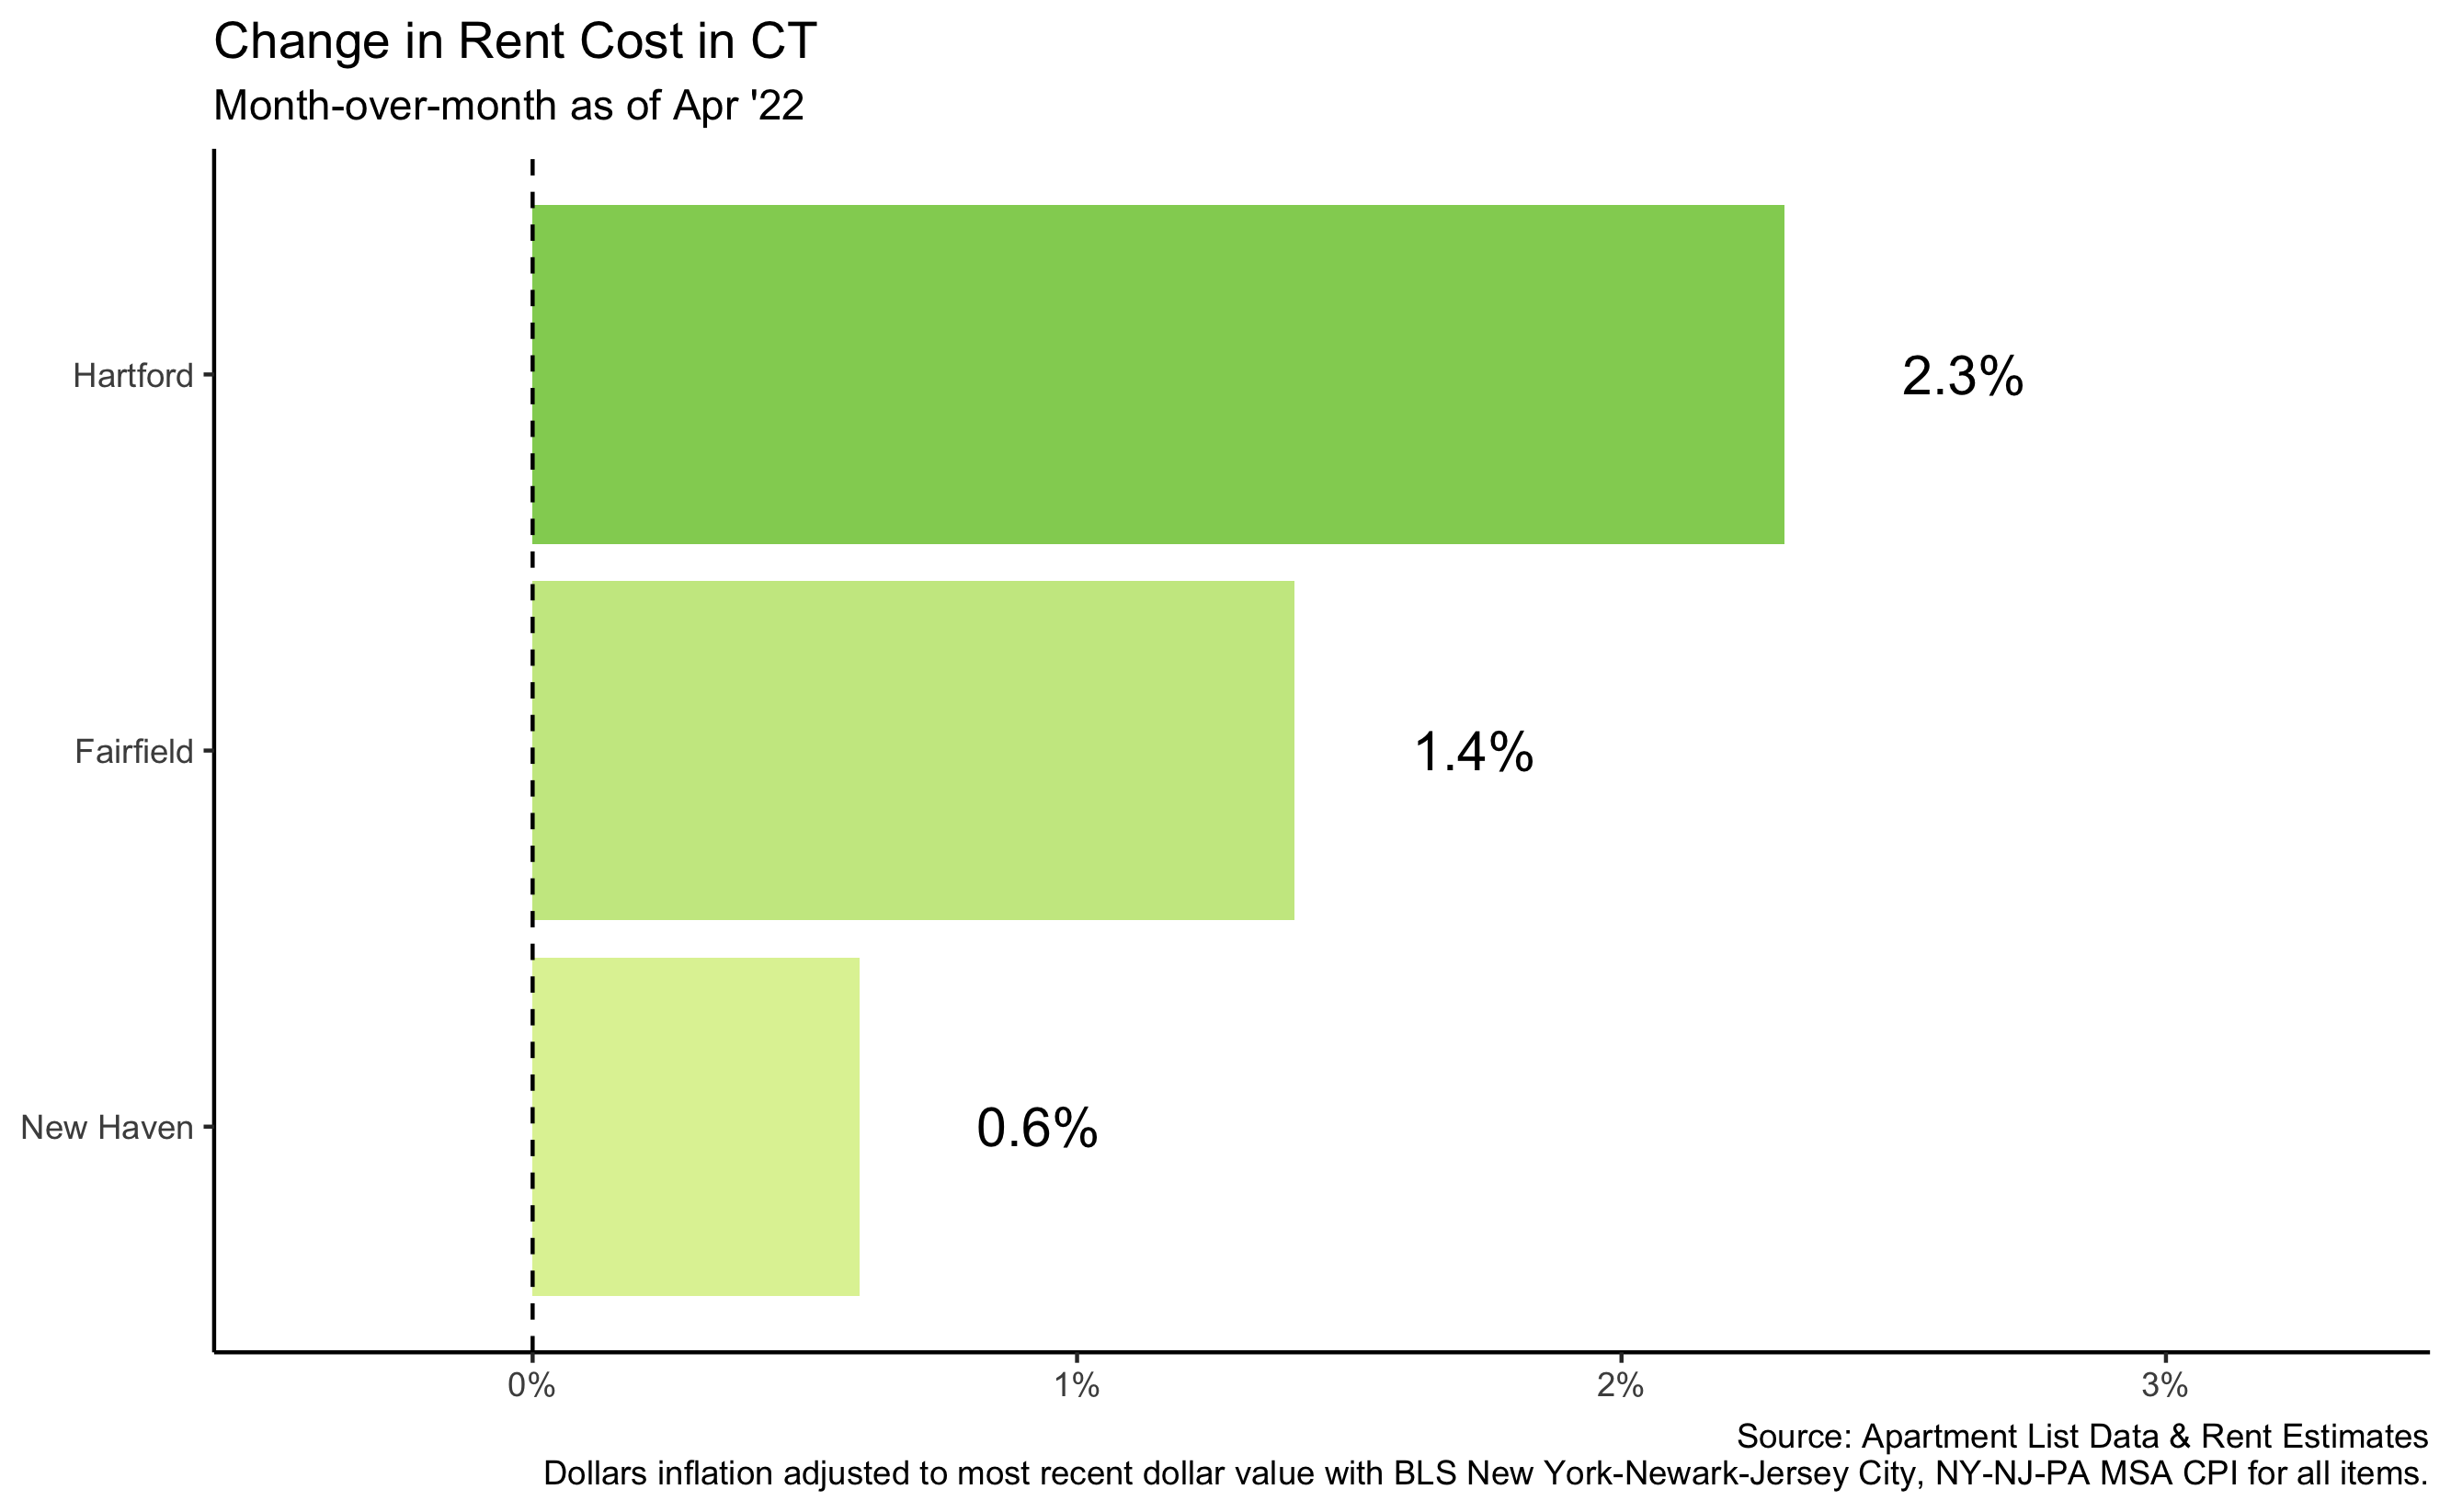 Change in Rent Cost in CT
Month-over-month as of Apr '22
Hartford
2.3%
Fairfield
1.4%
New Haven
0.6%
0%
1%
2%
3%
Source: Apartment List Data & Rent Estimates
Dollars inflation adjusted to most recent dollar value with BLS New York-Newark-Jersey City, NY-NJ-PA MSA CPI for all items.